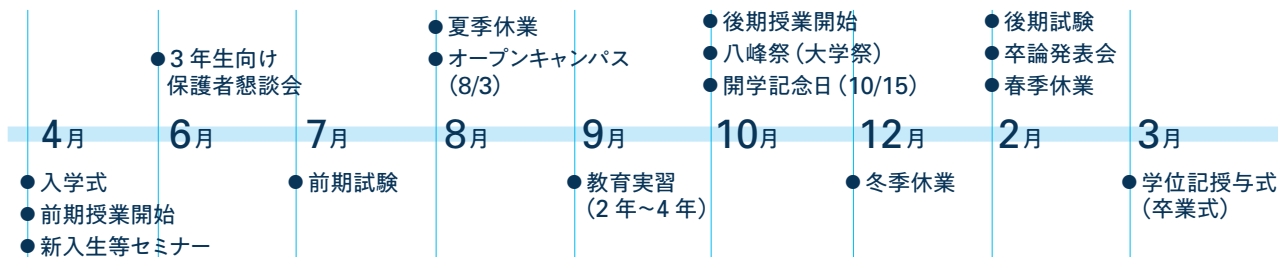 4月
●入学式
●前期授業開始
●新入生等セミナー
●3年生向け
保護者懇談会
6月
7月
●前期試験
●夏季休業
●オープンキャンパス
(8/3)
8月
9月
●教育実習
(2年~4年)
●後期授業開始
●八峰祭(大学祭)
●開学記念日(10/15)
10月
12月
●冬季休業
●後期試験
●卒論発表会
●春季休業
2月
3月
●学位記授与式
(卒業式)